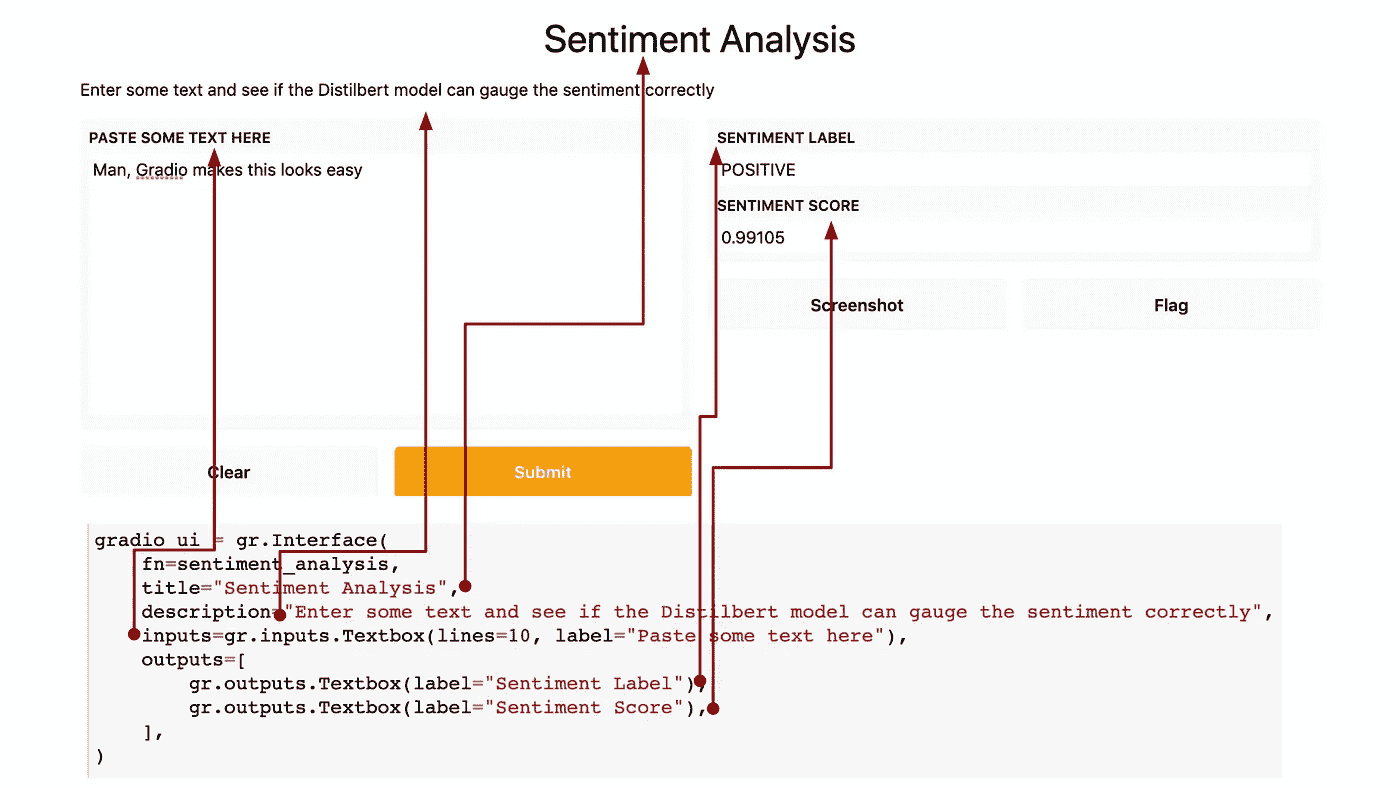 Sentiment Analysis
Enter some text and see if the Distilbert model can gauge the sentiment correctly
PASTE SOME TEXT HERE
Man, Gradio makes this looks easy
SENTIMENT LABEL
POSITIVE
SENTIMENT SCORE
0.99105
Screenshot
Flag
Clear
Submit
gradio_ui = gr.Interface(
    fn=sentiment_analysis,
    title="Sentiment Analysis",
    description="Enter some text and see if the Distilbert model can gauge the sentiment correctly",
    inputs=gr.inputs.Textbox(lines=10, label="Paste some text here"),
    outputs=[
        gr.outputs.Textbox(label="Sentiment Label"),
        gr.outputs.Textbox(label="Sentiment Score"),
    ],
)